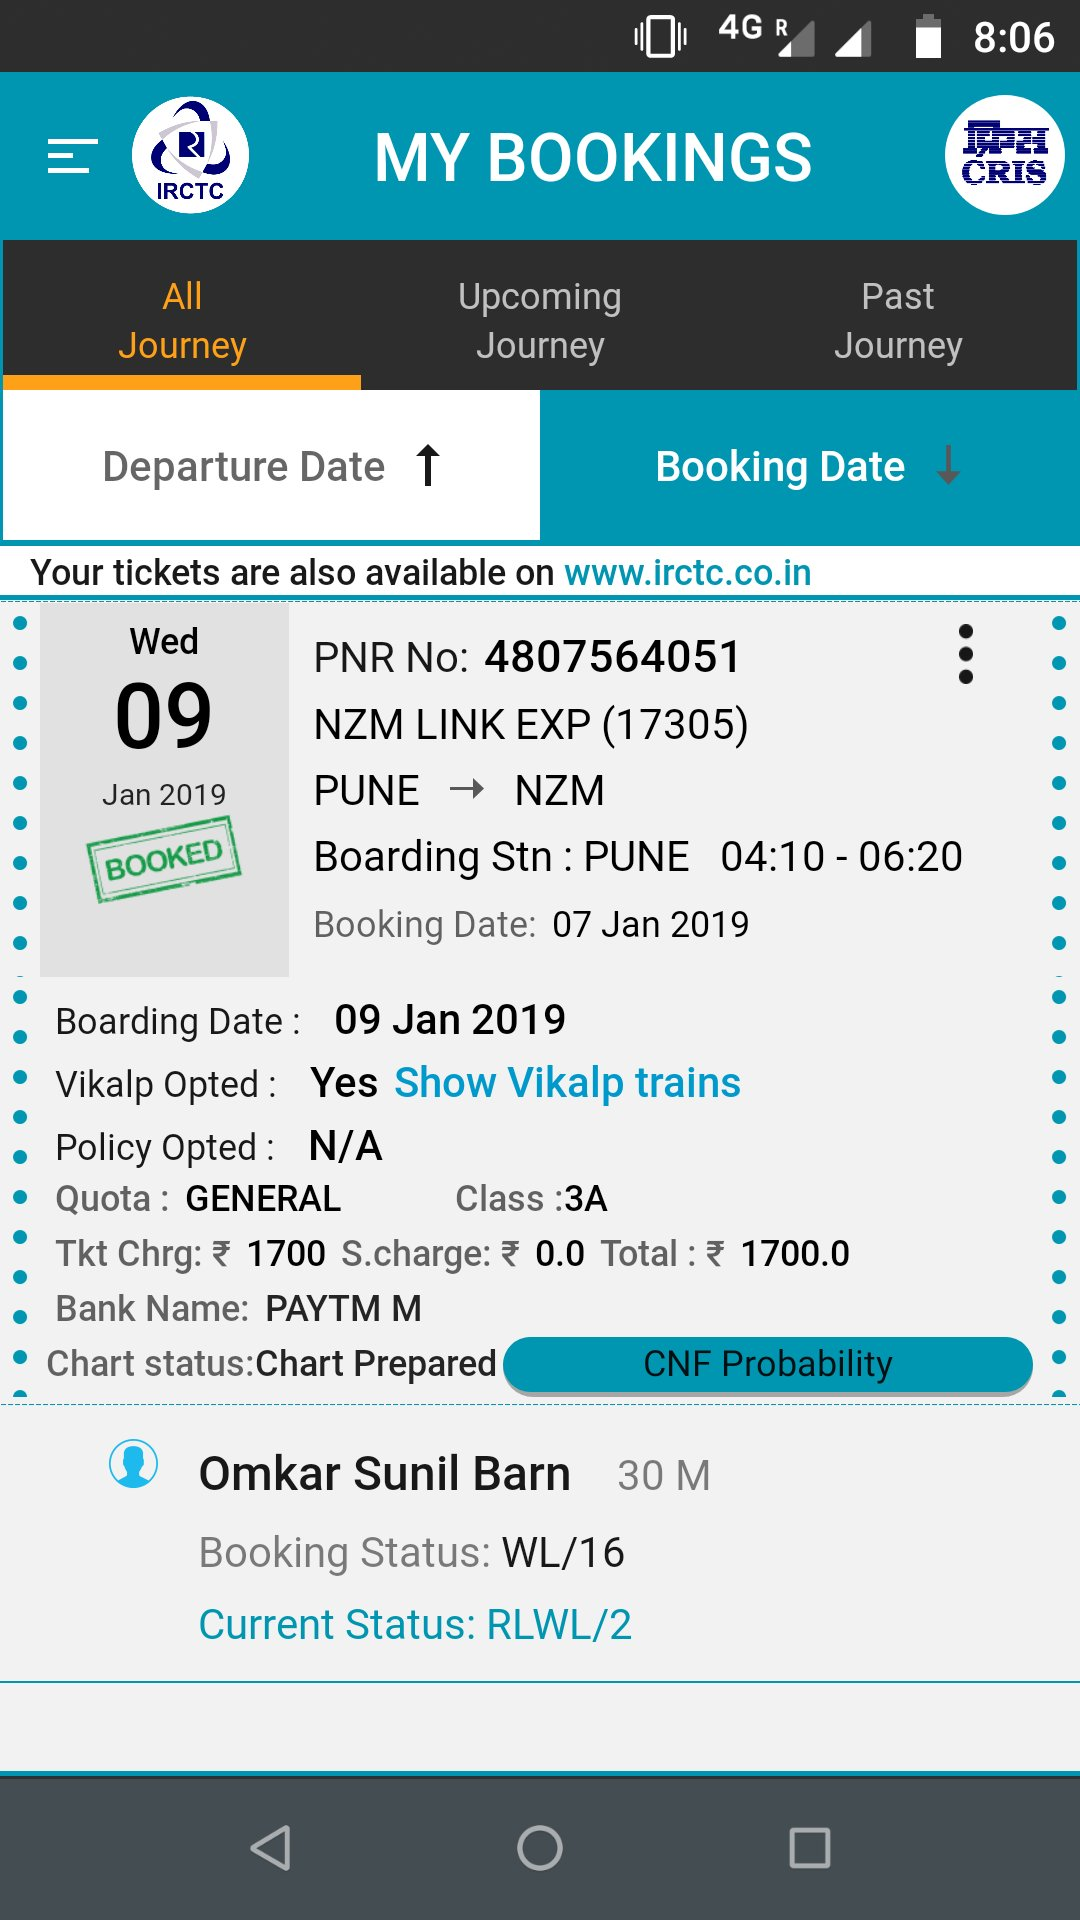 4G R 8:06
IRCTC
MY BOOKINGS
क्रिस
CRIS
All Journey
Upcoming Journey
Past Journey
Departure Date ↑
Booking Date ↓
Your tickets are also available on www.irctc.co.in
Wed
09
Jan 2019
BOOKED
PNR No: 4807564051
NZM LINK EXP (17305)
PUNE → NZM
Boarding Stn : PUNE 04:10 - 06:20
Booking Date: 07 Jan 2019
Boarding Date : 09 Jan 2019
Vikalp Opted : Yes Show Vikalp trains
Policy Opted : N/A
Quota : GENERAL Class :3A
Tkt Chrg: ₹ 1700 S.charge: ₹ 0.0 Total : ₹ 1700.0
Bank Name: PAYTM M
Chart status:Chart Prepared CNF Probability
Omkar Sunil Barn 30 M
Booking Status: WL/16
Current Status: RLWL/2